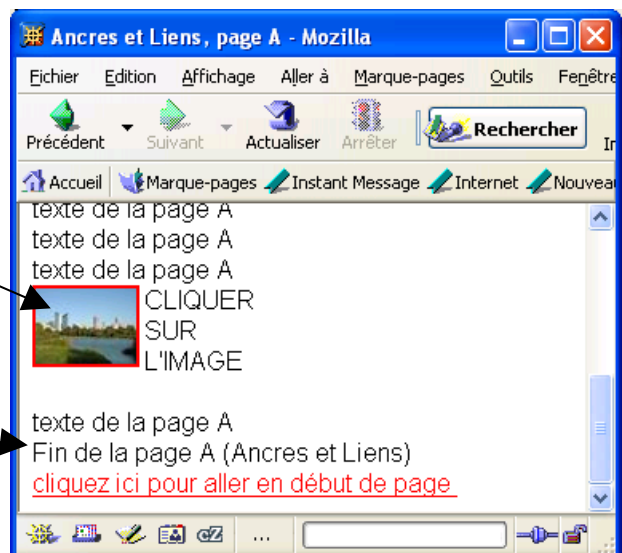 Ancres et Liens, page A - Mozilla
Fichier Edition Affichage Aller à Marque-pages Outils Fenêtre
Précédent Suivant Actualiser Arrêter Rechercher
Accueil Marque-pages Instant Message Internet Nouveau
texte de la page A
texte de la page A
texte de la page A
CLIQUER
SUR
L'IMAGE
texte de la page A
Fin de la page A (Ancres et Liens)
cliquez ici pour aller en début de page
...